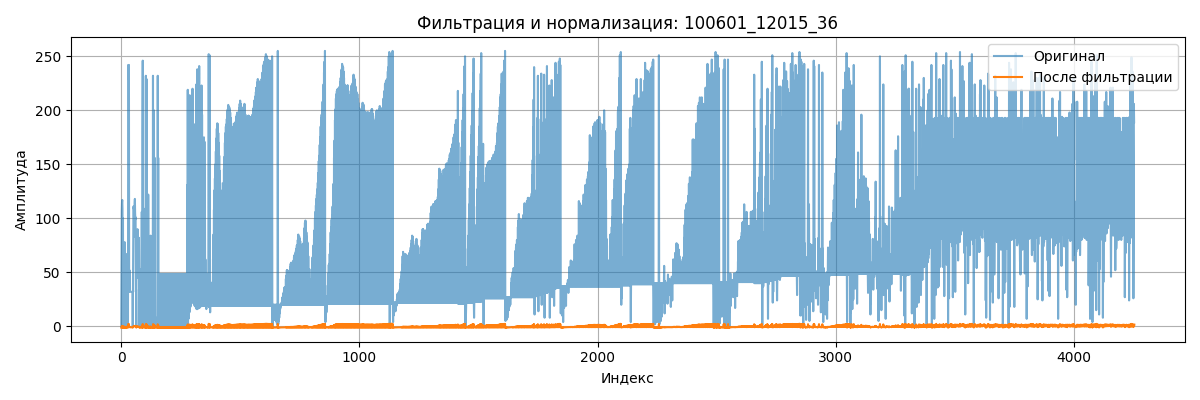 Фильтрация и нормализация: 100601_12015_36
Оригинал
После фильтрации
Амплитуда
250
200
150
100
50
0
0 1000 2000 3000 4000
Индекс